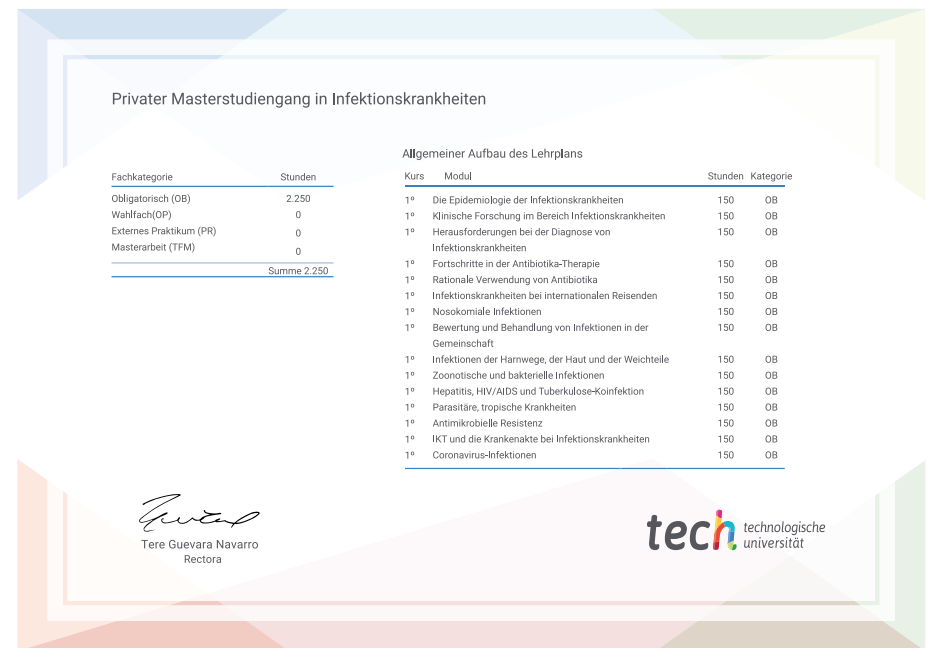 Privater Masterstudiengang in Infektionskrankheiten
Fachkategorie Stunden
Obligatorisch (OB) 2.250
Wahlfach(OP) 0
Externes Praktikum (PR) 0
Masterarbeit (TFM) 0
Summe 2.250
Allgemeiner Aufbau des Lehrplans
Kurs Modul Stunden Kategorie
1º Die Epidemiologie der Infektionskrankheiten 150 OB
1º Klinische Forschung im Bereich Infektionskrankheiten 150 OB
1º Herausforderungen bei der Diagnose von 150 OB
Infektionskrankheiten
1º Fortschritte in der Antibiotika-Therapie 150 OB
1º Rationale Verwendung von Antibiotika 150 OB
1º Infektionskrankheiten bei internationalen Reisenden 150 OB
1º Nosokomiale Infektionen 150 OB
1º Bewertung und Behandlung von Infektionen in der 150 OB
Gemeinschaft
1º Infektionen der Harnwege, der Haut und der Weichteile 150 OB
1º Zoonotische und bakterielle Infektionen 150 OB
1º Hepatitis, HIV/AIDS und Tuberkulose-Koinfektion 150 OB
1º Parasitäre, tropische Krankheiten 150 OB
1º Antimikrobielle Resistenz 150 OB
1º IKT und die Krankenakte bei Infektionskrankheiten 150 OB
1º Coronavirus-Infektionen 150 OB
Tere Guevara Navarro
Rectora
tech technologische
universität